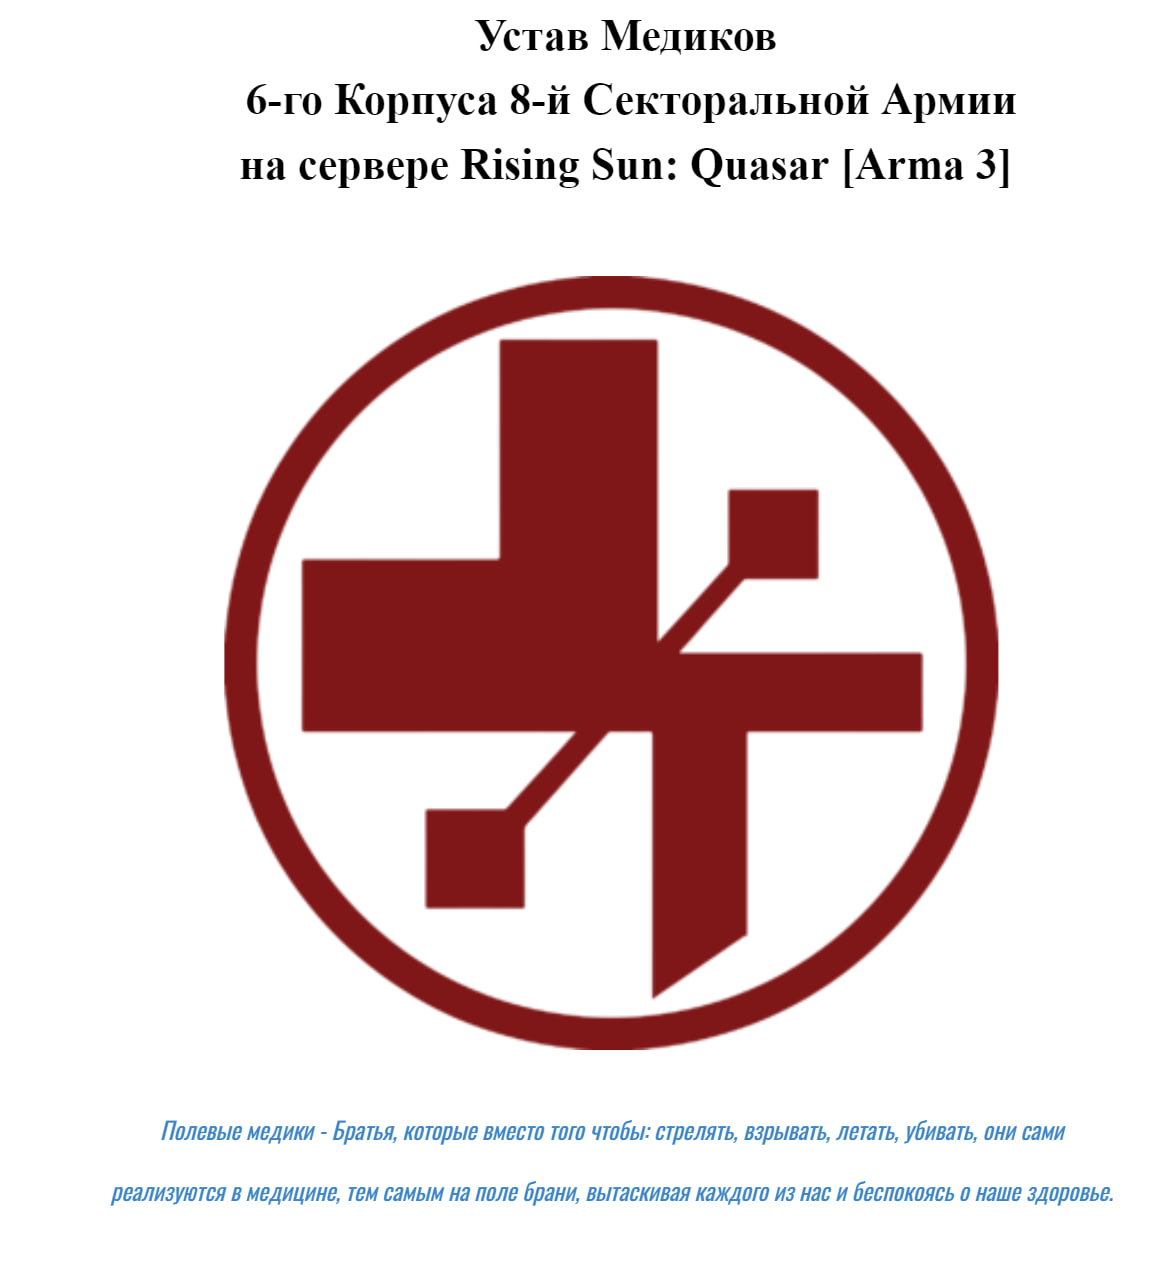 Устав Медиков
6-го Корпуса 8-й Секторальной Армии
на сервере Rising Sun: Quasar [Arma 3]
Полевые медики - Братья, которые вместо того чтобы: стрелять, взрывать, летать, убивать, они сами
реализуются в медицине, тем самым на поле брани, вытаскивая каждого из нас и беспокоясь о наше здоровье.